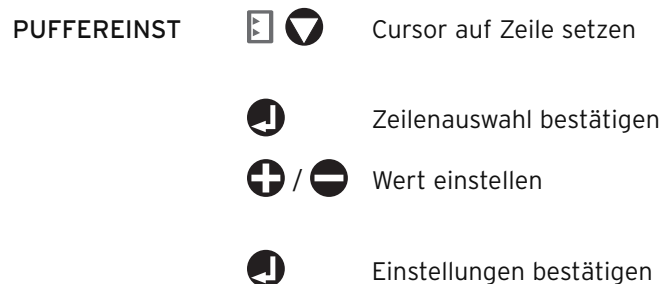 PUFFEREINST Cursor auf Zeile setzen
Zeilenauswahl bestätigen
/ Wert einstellen
Einstellungen bestätigen